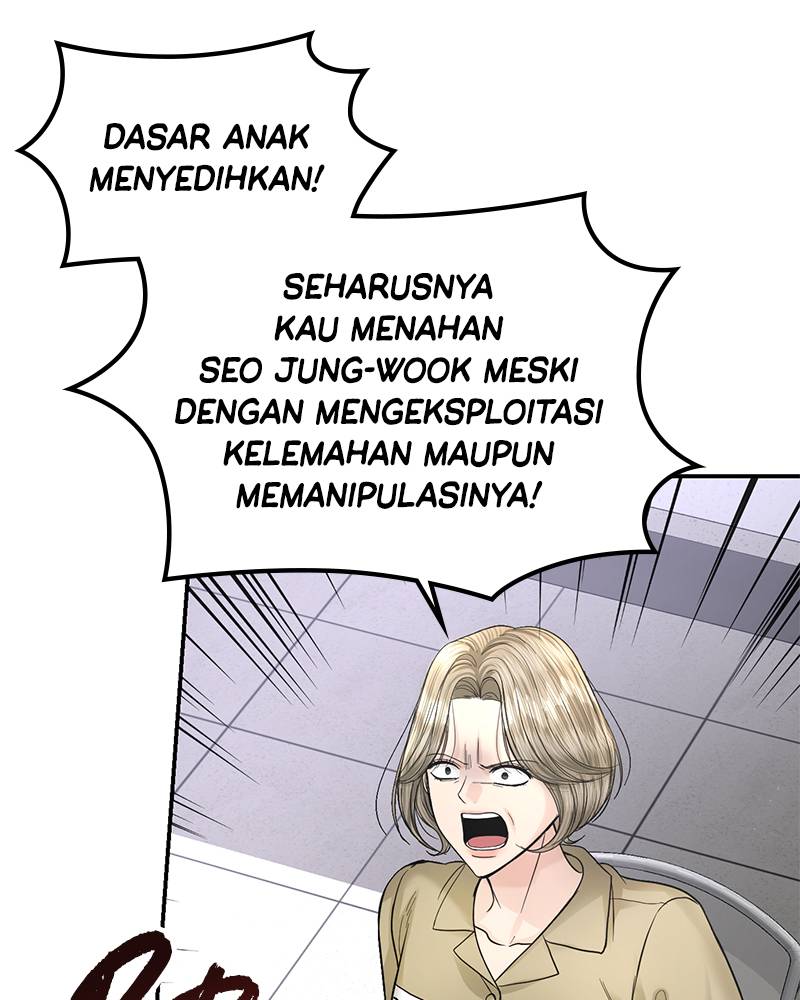 DASAR ANAK
MENYEDIHKAN!
SEHARUSNYA
KAU MENAHAN
SEO JUNG-WOOK MESKI
DENGAN MENGEKSPLOITASI
KELEMAHAN MAUPUN
MEMANIPULASINYA!